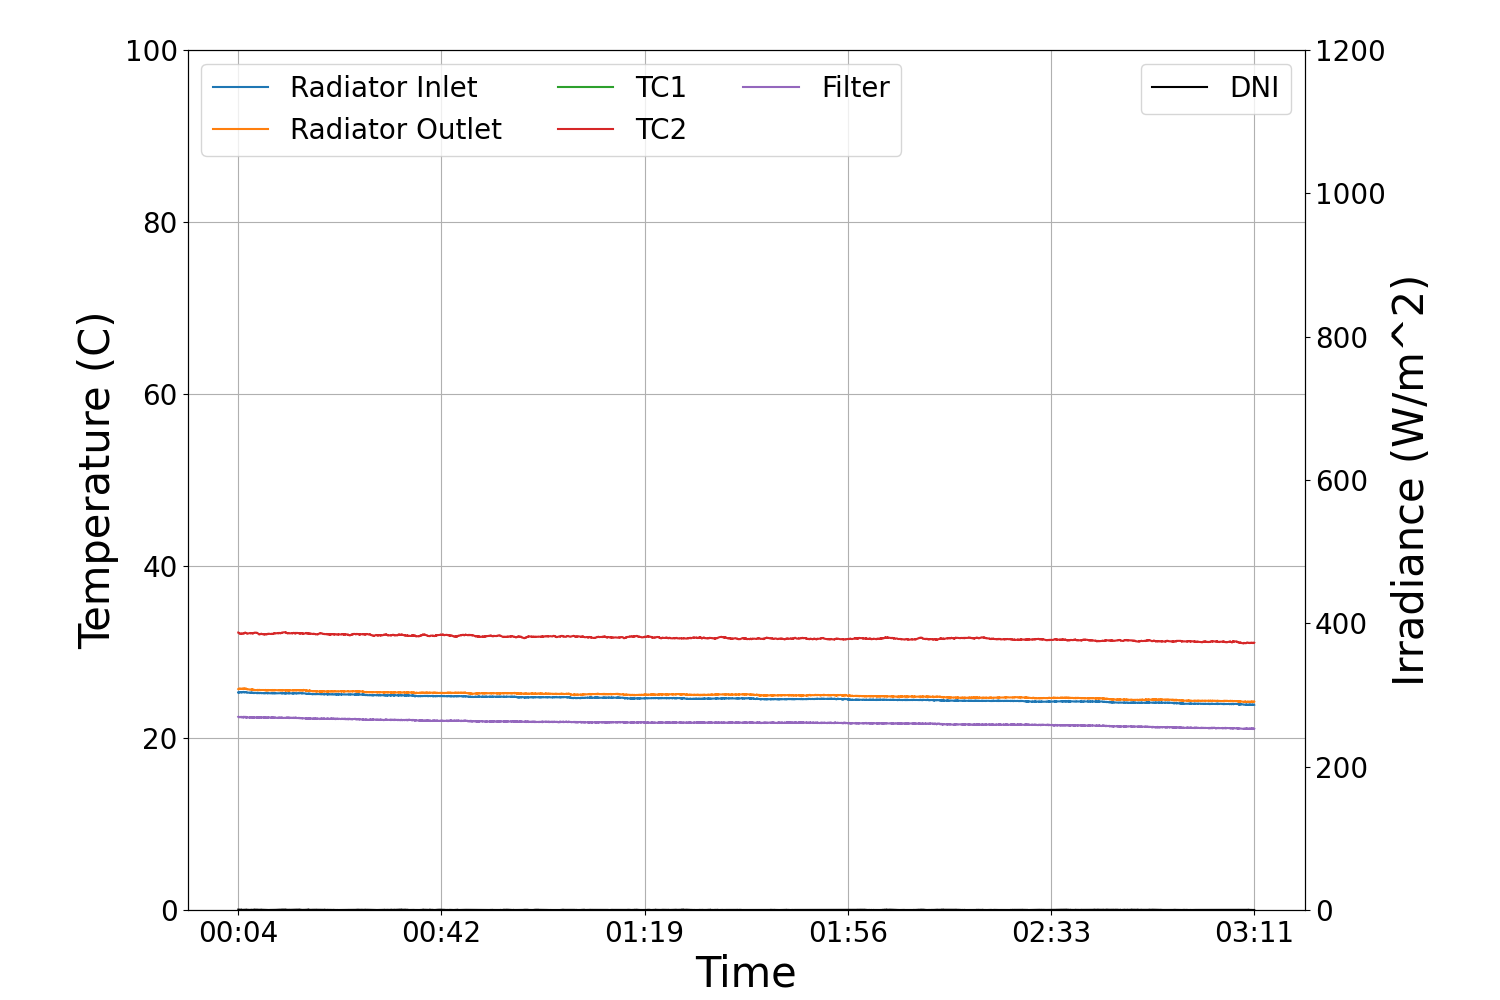 100
80
60
40
20
0
Temperature (C)
Radiator Inlet
Radiator Outlet
TC1
TC2
Filter
DNI
1200
1000
800
600
400
200
0
Irradiance (W/m^2)
00:04 00:42 01:19 01:56 02:33 03:11
Time